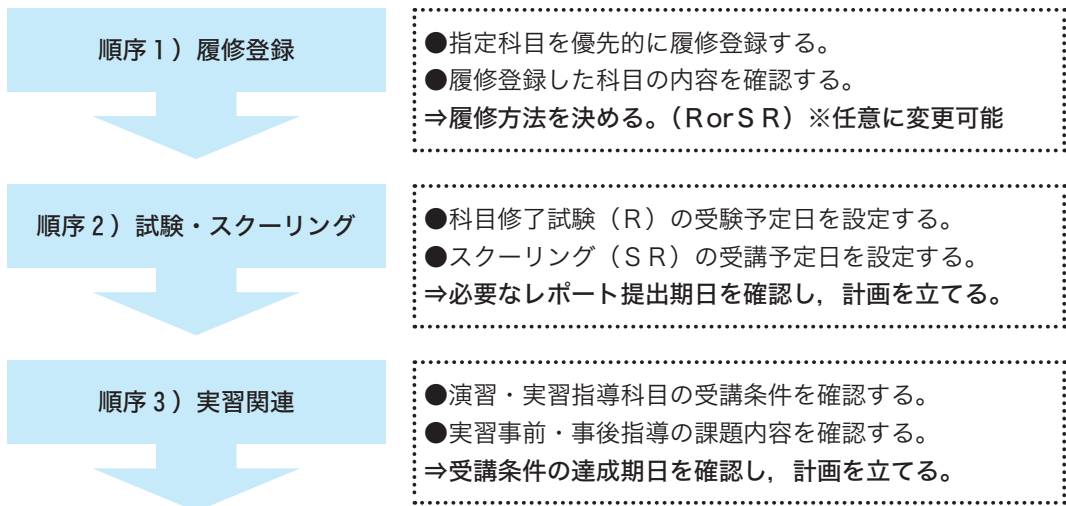 順序1）履修登録
●指定科目を優先的に履修登録する。
●履修登録した科目の内容を確認する。
⇒履修方法を決める。（RorＳＲ）※任意に変更可能
順序2）試験・スクーリング
●科目修了試験（R）の受験予定日を設定する。
●スクーリング（ＳＲ）の受講予定日を設定する。
⇒必要なレポート提出期日を確認し，計画を立てる。
順序3）実習関連
●演習・実習指導科目の受講条件を確認する。
●実習事前・事後指導の課題内容を確認する。
⇒受講条件の達成期日を確認し，計画を立てる。